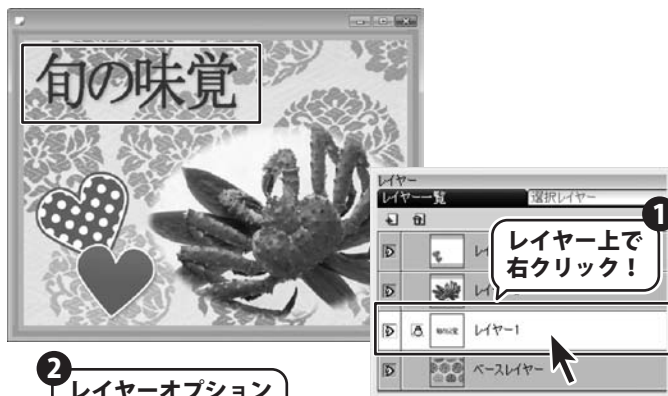 旬の味覚
レイヤー
レイヤー一覧
選択レイヤー
1
レイヤー上で
右クリック！
レイヤー1
ベースレイヤー
2
レイヤーオプション